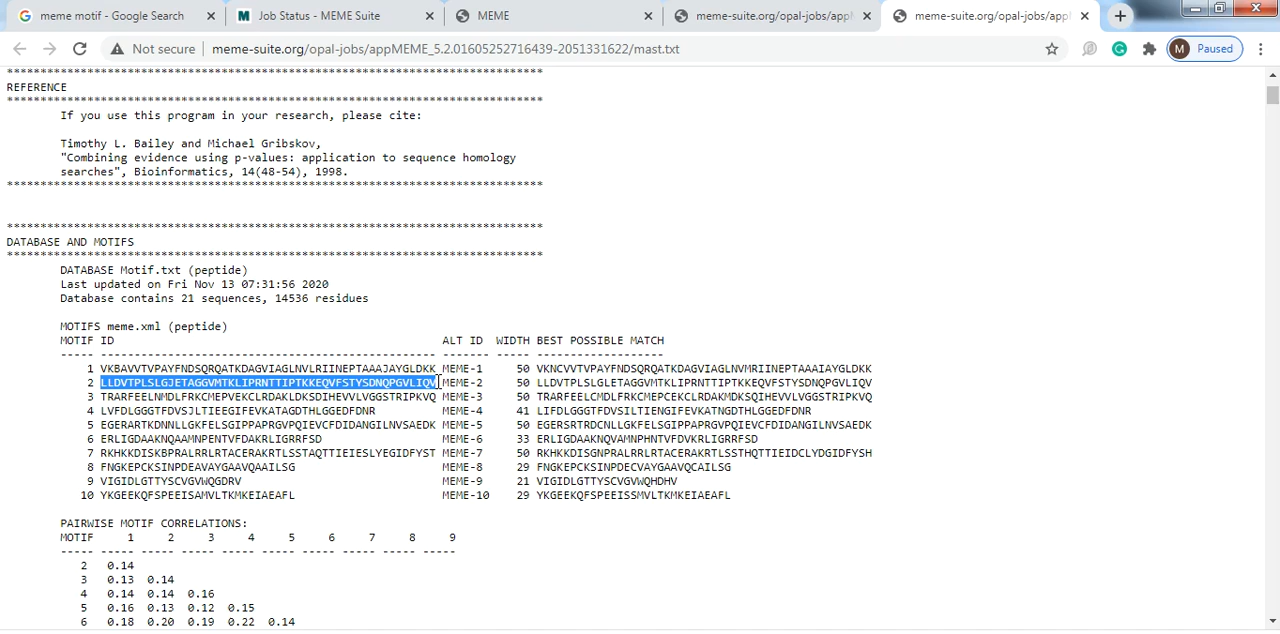 meme motif - Google Search
Job Status - MEME Suite
MEME
meme-suite.org/opal-jobs/appM
meme-suite.org/opal-jobs/appM
Not secure | meme-suite.org/opal-jobs/appMEME_5.2.01605252716439-2051331622/mast.txt
M Paused
********************************************************************************
REFERENCE
********************************************************************************
If you use this program in your research, please cite:
Timothy L. Bailey and Michael Gribskov,
"Combining evidence using p-values: application to sequence homology
searches", Bioinformatics, 14(48-54), 1998.
********************************************************************************
********************************************************************************
DATABASE AND MOTIFS
********************************************************************************
DATABASE Motif.txt (peptide)
Last updated on Fri Nov 13 07:31:56 2020
Database contains 21 sequences, 14536 residues
MOTIFS meme.xml (peptide)
MOTIF ID ALT ID WIDTH BEST POSSIBLE MATCH
----- -------------------------------------------------- ------- ----- -------------------
1 VKBAVVTVPAYFNDSQRQATKDAGVIAGLNVLRIINEPTAAAJAYGLDKK MEME-1 50 VKNCVVTVPAYFNDSQRQATKDAGVIAGLNVMRIINEPTAAAIAYGLDKK
2 LLDVTPLSLGJETAGGVMTKLIPRNTTIPTKKEQVFSTYSDNQPGVLIQV MEME-2 50 LLDVTPLSLGLETAGGVMTKLIPRNTTIPTKKEQVFSTYSDNQPGVLIQV
3 TRARFEELNMDLFRKCMEPVEKCLRDAKLDKSDIHEVVLVGGSTRIPKVQ MEME-3 50 TRARFEELCMDLFRKCMEPCEKCLRDAKMDKSQIHEVVLVGGSTRIPKVQ
4 LVFDLGGGTFDVSJLTIEEGIFEVKATAGDTHLGGEDFDNR MEME-4 41 LIFDLGGGTFDVSILTIENGIFEVKATNGDTHLGGEDFDNR
5 EGERARTKDNNLLGKFELSGIPPAPRGVPQIEVCFDIDANGILNVSAEDK MEME-5 50 EGERSRTRDCNLLGKFELSGIPPAPRGVPQIEVCFDIDANGILNVSAEDK
6 ERLIGDAAKNQAAMNPENTVFDAKRLIGRRFSD MEME-6 33 ERLIGDAAKNQVAMNPHNTVFDVKRLIGRRFSD
7 RKHKKDISKBPRALRRLRTACERAKRTLSSTAQTTIEIESLYEGIDFYST MEME-7 50 RKHKKDISGNPRALRRLRTACERAKRTLSSTHQTTIEIDCLYDGIDFYSH
8 FNGKEPCKSINPDEAVAYGAAVQAAILSG MEME-8 29 FNGKEPCKSINPDECVAYGAAVQCAILSG
9 VIGIDLGTTYSCVGVWQGDRV MEME-9 21 VIGIDLGTTYSCVGVWQHDHV
10 YKGEEKQFSPEEISAMVLTKMKEIAEAFL MEME-10 29 YKGEEKQFSPEEISSMVLTKMKEIAEAFL
PAIRWISE MOTIF CORRELATIONS:
MOTIF 1 2 3 4 5 6 7 8 9
----- ----- ----- ----- ----- ----- ----- ----- ----- -----
2 0.14
3 0.13 0.14
4 0.14 0.14 0.16
5 0.16 0.13 0.12 0.15
6 0.18 0.20 0.19 0.22 0.14